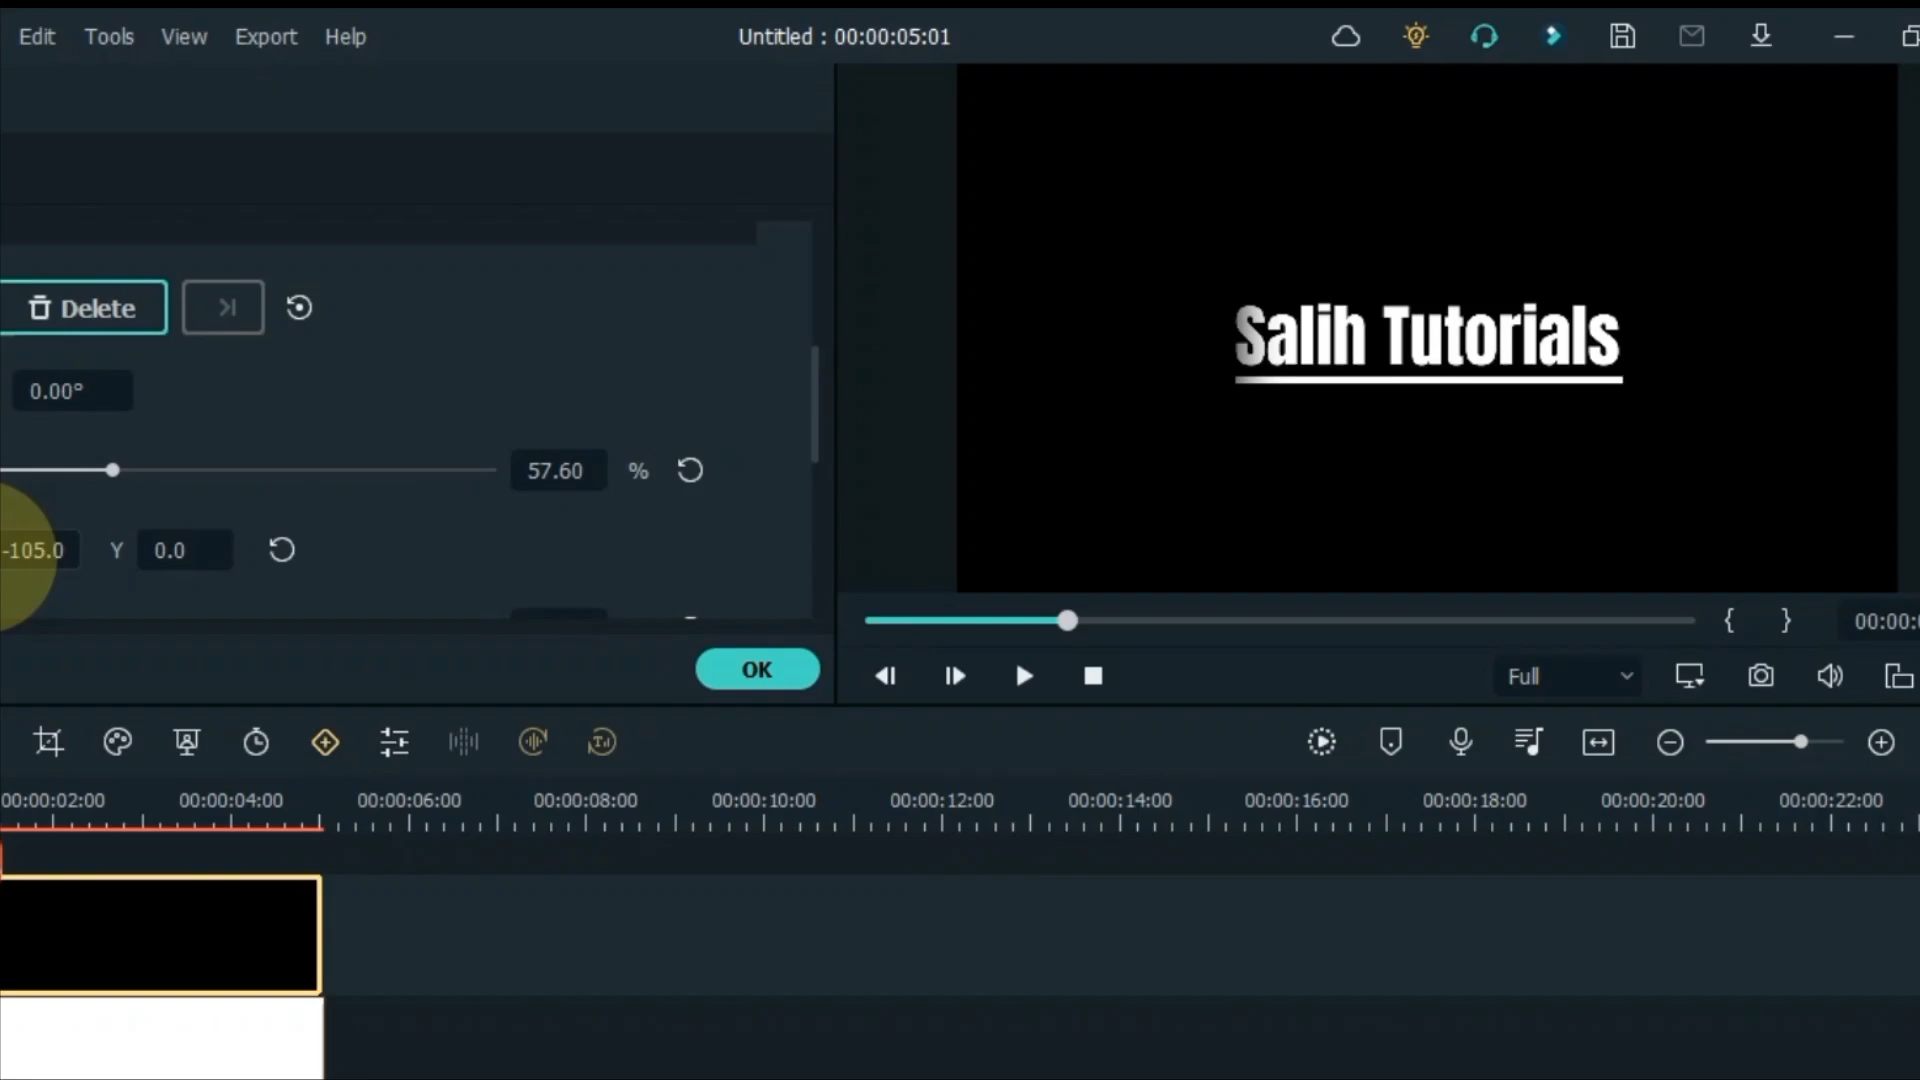 Edit Tools View Export Help
Untitled : 00:00:05:01
Delete
0.00°
57.60 %
-105.0 Y 0.0
OK
Salih Tutorials
{ }
Full
00:00:02:00 00:00:04:00 00:00:06:00 00:00:08:00 00:00:10:00 00:00:12:00 00:00:14:00 00:00:16:00 00:00:18:00 00:00:20:00 00:00:22:00